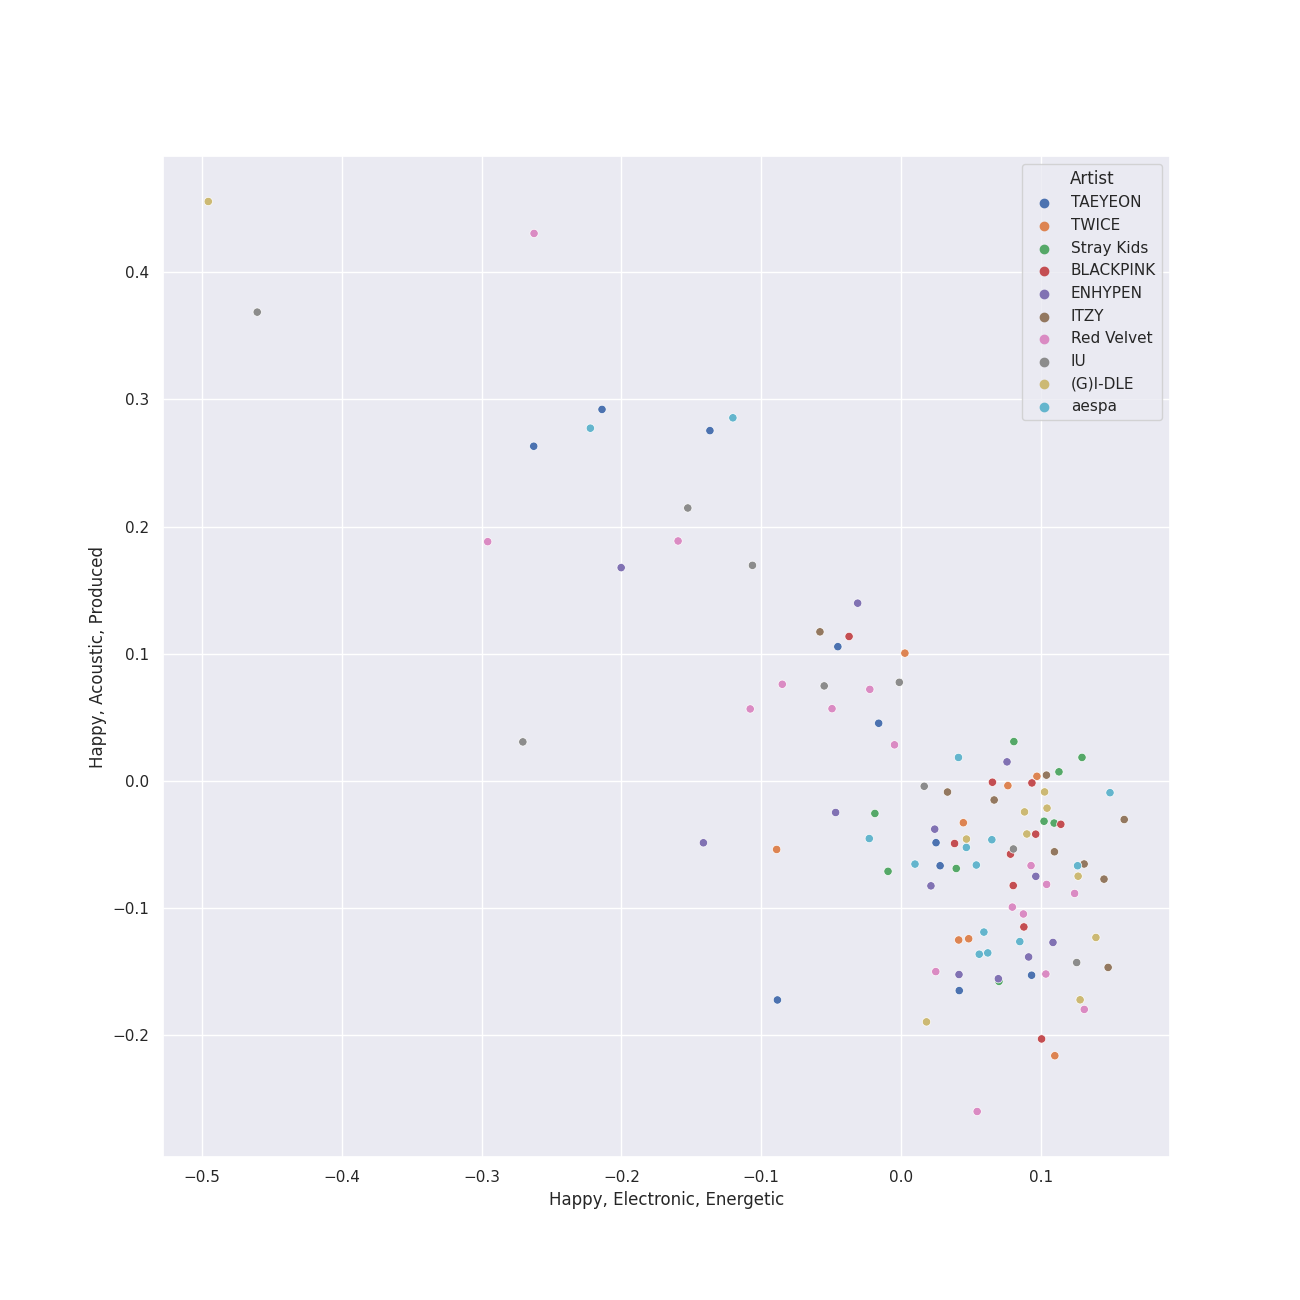 Artist
TAEYEON
TWICE
Stray Kids
BLACKPINK
ENHYPEN
ITZY
Red Velvet
IU
(G)I-DLE
aespa
0.4
0.3
0.2
0.1
0.0
−0.1
−0.2
Happy, Acoustic, Produced
−0.5
−0.4
−0.3
−0.2
−0.1
0.0
0.1
Happy, Electronic, Energetic